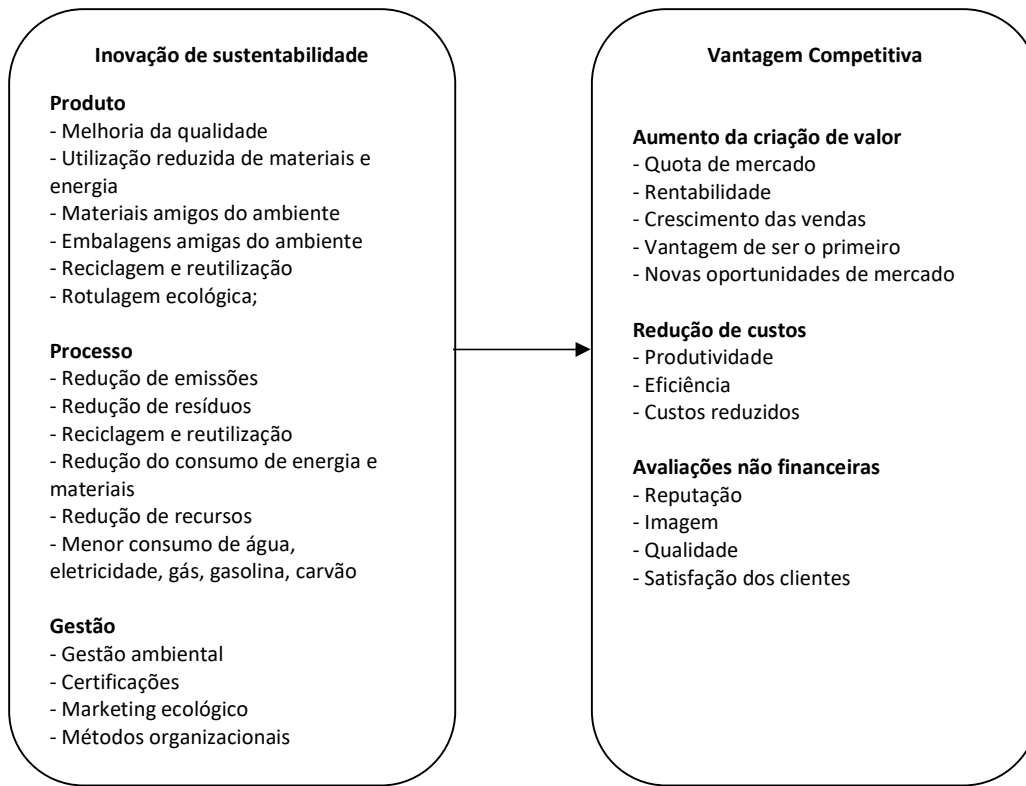 Inovação de sustentabilidade
Produto
- Melhoria da qualidade
- Utilização reduzida de materiais e
energia
- Materiais amigos do ambiente
- Embalagens amigas do ambiente
- Reciclagem e reutilização
- Rotulagem ecológica;
Processo
- Redução de emissões
- Redução de resíduos
- Reciclagem e reutilização
- Redução do consumo de energia e
materiais
- Redução de recursos
- Menor consumo de água,
eletricidade, gás, gasolina, carvão
Gestão
- Gestão ambiental
- Certificações
- Marketing ecológico
- Métodos organizacionais
Vantagem Competitiva
Aumento da criação de valor
- Quota de mercado
- Rentabilidade
- Crescimento das vendas
- Vantagem de ser o primeiro
- Novas oportunidades de mercado
Redução de custos
- Produtividade
- Eficiência
- Custos reduzidos
Avaliações não financeiras
- Reputação
- Imagem
- Qualidade
- Satisfação dos clientes